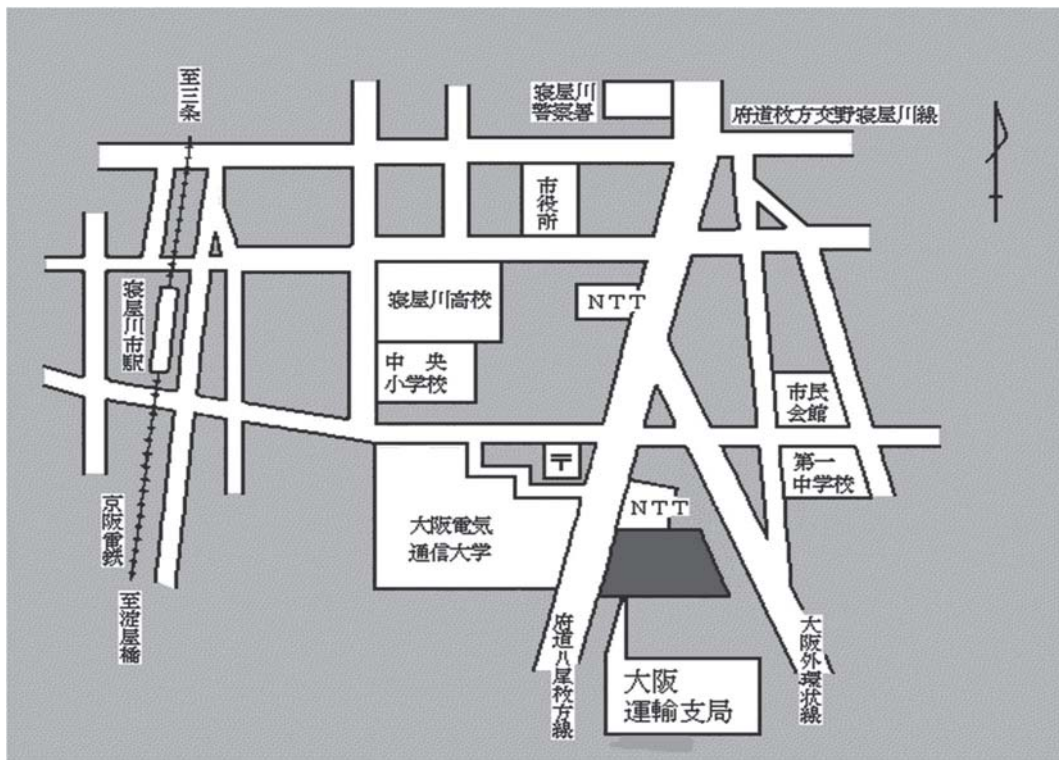 至三条
寝屋川
警察署
府道枚方交野寝屋川線
市役所
寝屋川高校
NTT
寝屋川市駅
中央
小学校
市民
会館
〒
第一
中学校
京阪電鉄
大阪電気
通信大学
NTT
至淀屋橋
府道八尾枚方線
大阪外環状線
大阪
運輸支局